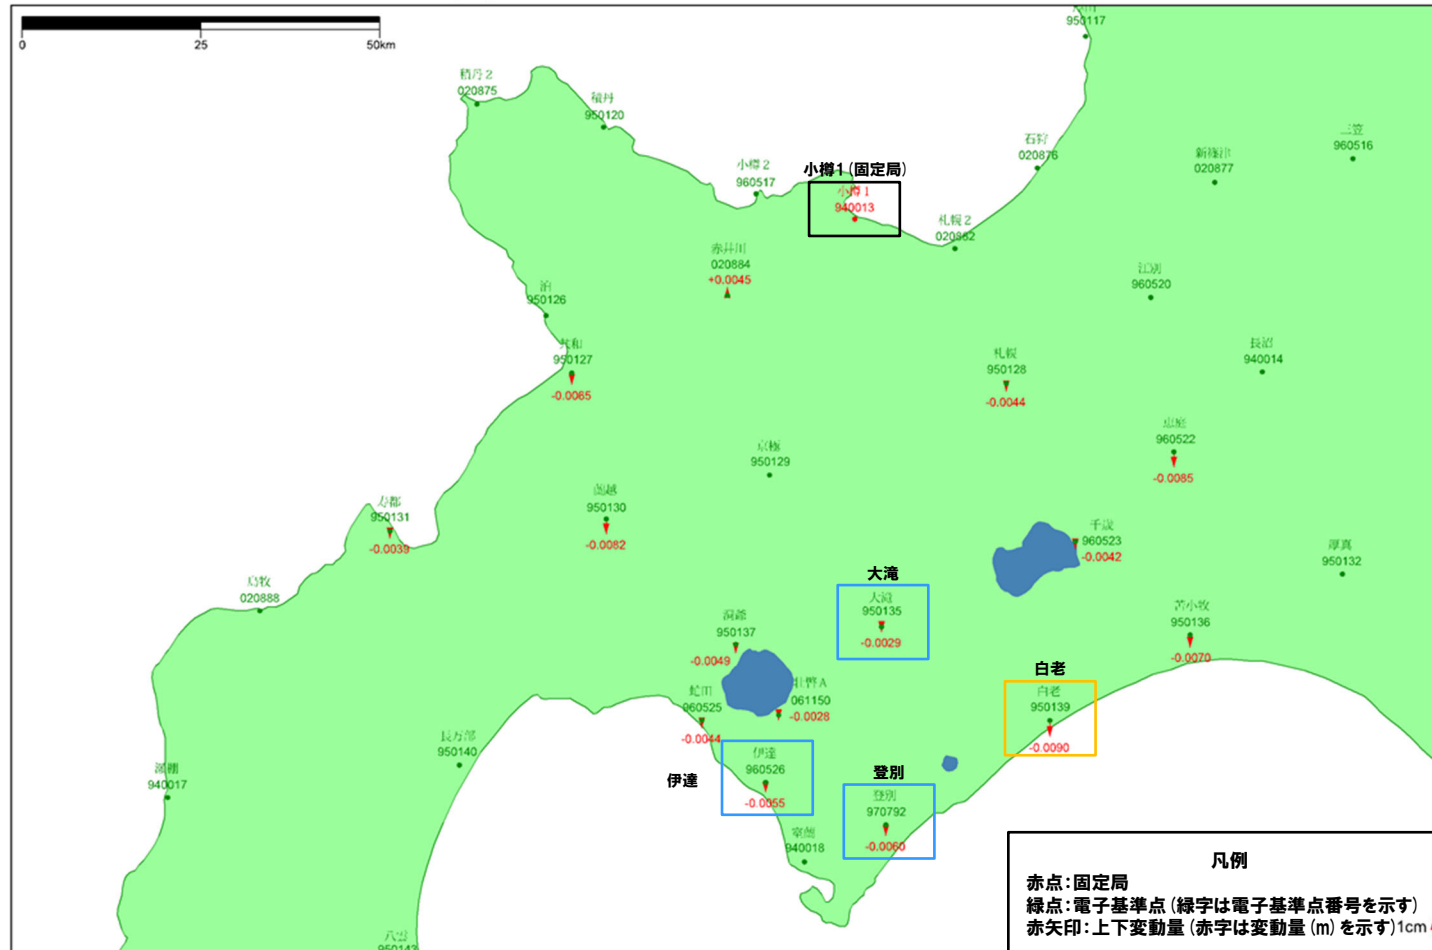 0
25
50km
950117
積丹2
020875
積丹
950120
小樽2
960517
小樽1(固定局)
小樽1
940013
石狩
020876
新篠津
020877
三笠
960516
札幌2
020882
赤井川
020884
+0.0045
江別
960520
泊
950126
共和
950127
-0.0065
札幌
950128
-0.0044
長沼
940014
京極
950129
恵庭
960522
-0.0085
蘭越
950130
-0.0082
寿都
950131
-0.0039
千歳
960523
-0.0042
厚真
950132
島牧
020888
大滝
大滝
950135
-0.0029
洞爺
950137
-0.0049
苫小牧
950136
-0.0070
白老
白老
950139
-0.0090
壮瞥A
061150
-0.0028
虻田
960525
-0.0044
長万部
950140
伊達
伊達
960526
-0.0055
登別
登別
970792
-0.0060
940017
室蘭
940018
八雲
950143
凡例
赤点:固定局
緑点:電子基準点(緑字は電子基準点番号を示す)
赤矢印:上下変動量(赤字は変動量(m)を示す)1cm